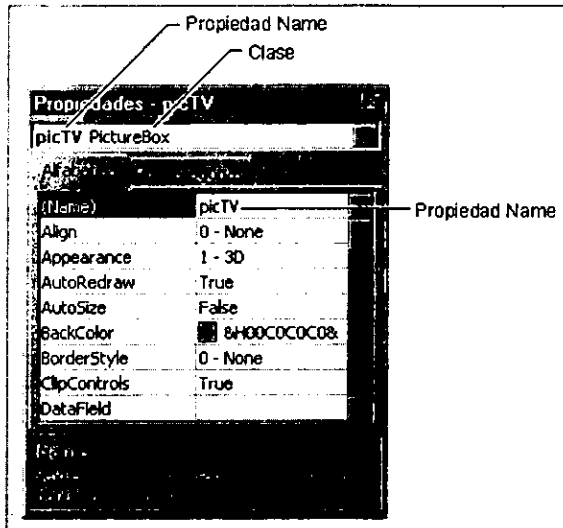 Propiedad Name
Clase
Propiedades - picTV
picTV PictureBox
(Name) picTV
Propiedad Name
Align 0 - None
Appearance 1 - 3D
AutoRedraw True
AutoSize False
BackColor &H00C0C0C0&
BorderStyle 0 - None
ClipControls True
DataField